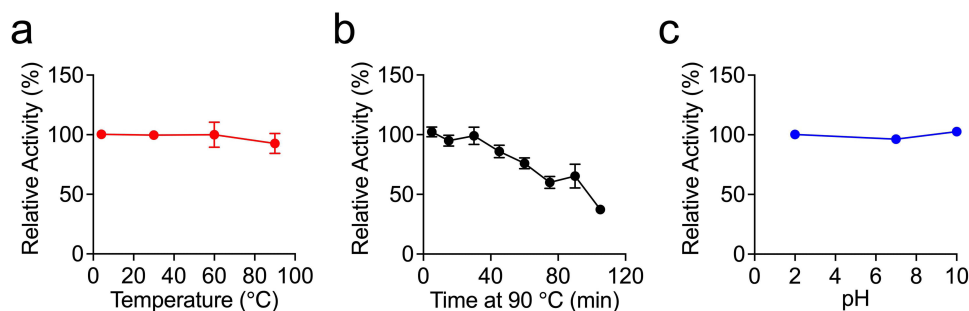 a
Relative Activity (%)
150
100
50
0
0 20 40 60 80 100
Temperature (°C)
b
Relative Activity (%)
150
100
50
0
0 40 80 120
Time at 90 °C (min)
c
Relative Activity (%)
150
100
50
0
0 2 4 6 8 10
pH